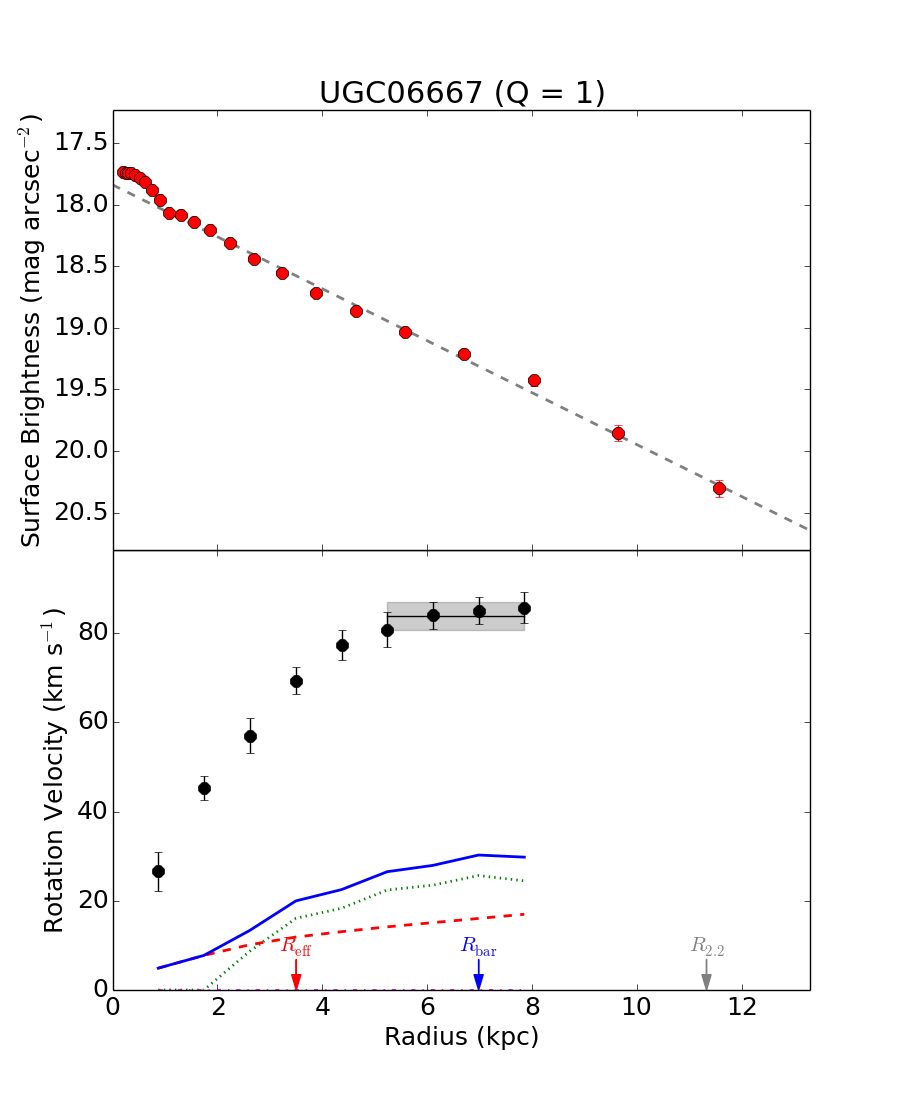 UGC06667 (Q = 1)
Surface Brightness (mag arcsec⁻²)
17.5
18.0
18.5
19.0
19.5
20.0
20.5
Rotation Velocity (km s⁻¹)
80
60
40
20
0
R_eff
R_bar
R_2.2
0 2 4 6 8 10 12
Radius (kpc)